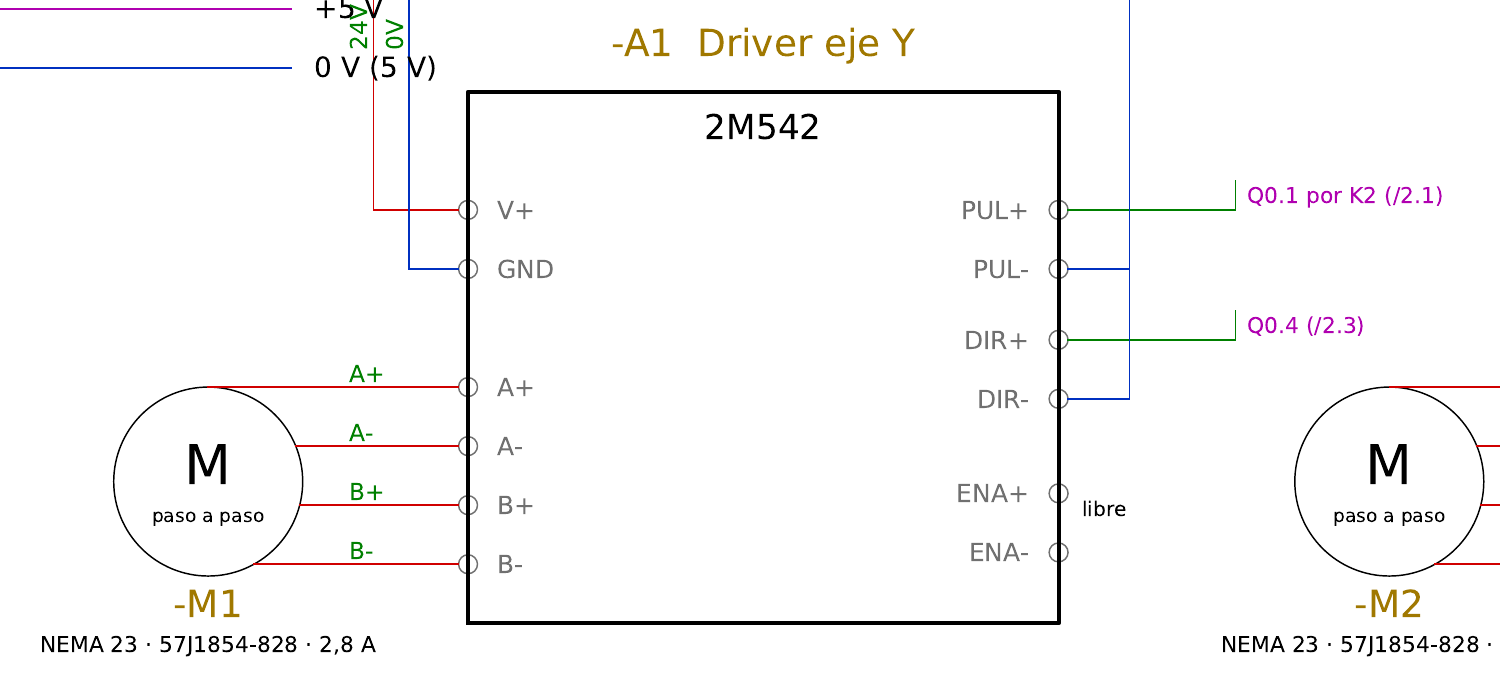 +5 V
24V
0V
0 V (5 V)
-A1 Driver eje Y
2M542
V+
GND
A+
A-
B+
B-
PUL+
PUL-
DIR+
DIR-
ENA+
ENA-
libre
Q0.1 por K2 (/2.1)
Q0.4 (/2.3)
A+
A-
B+
B-
M
paso a paso
-M1
NEMA 23 · 57J1854-828 · 2,8 A
M
paso a paso
-M2
NEMA 23 · 57J1854-828 ·